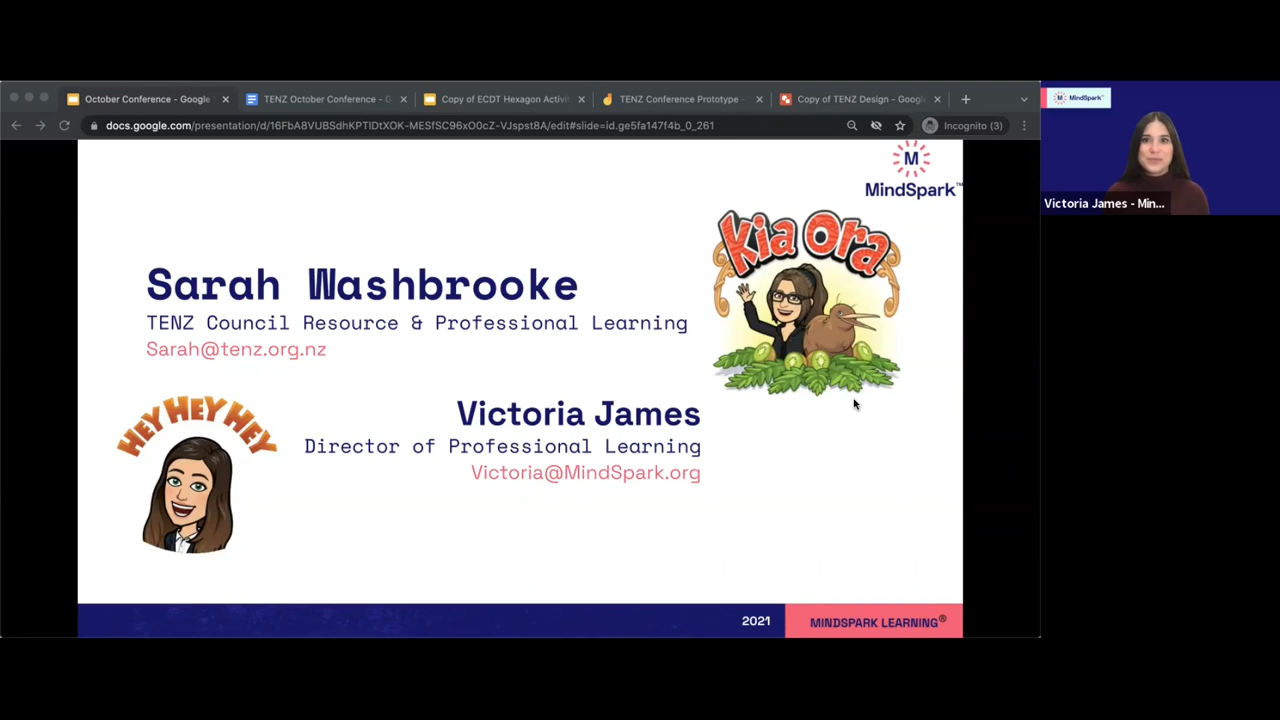 October Conference - Google
TENZ October Conference - G
Copy of ECDT Hexagon Activi
TENZ Conference Prototype -
Copy of TENZ Design - Googl
docs.google.com/presentation/d/16FbA8VUBSdhKPTIDtXOK-MESfSC96xO0cZ-VJspst8A/edit#slide=id.ge5fa147f4b_0_261
Incognito (3)
M
MindSpark™
MindSpark
Victoria James - Min...
Kia Ora
Sarah Washbrooke
TENZ Council Resource & Professional Learning
Sarah@tenz.org.nz
HEY HEY HEY
Victoria James
Director of Professional Learning
Victoria@MindSpark.org
2021
MINDSPARK LEARNING®